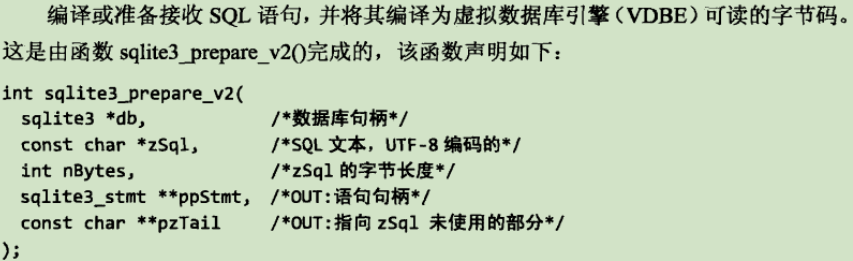 编译或准备接收 SQL 语句，并将其编译为虚拟数据库引擎（VDBE）可读的字节码。
这是由函数 sqlite3_prepare_v2()完成的，该函数声明如下：
int sqlite3_prepare_v2(
sqlite3 *db, /*数据库句柄*/
const char *zSql, /*SQL 文本，UTF-8 编码的*/
int nBytes, /*zSql 的字节长度*/
sqlite3_stmt **ppStmt, /*OUT:语句句柄*/
const char **pzTail /*OUT:指向 zSql 未使用的部分*/
);